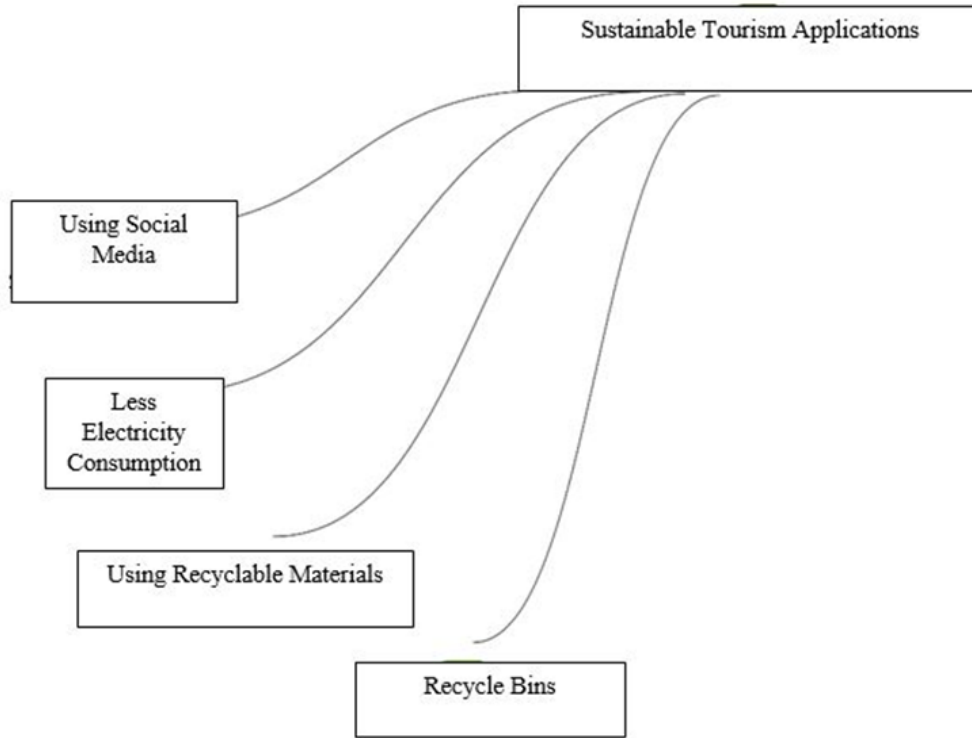 Sustainable Tourism Applications
Using Social
Media
Less
Electricity
Consumption
Using Recyclable Materials
Recycle Bins